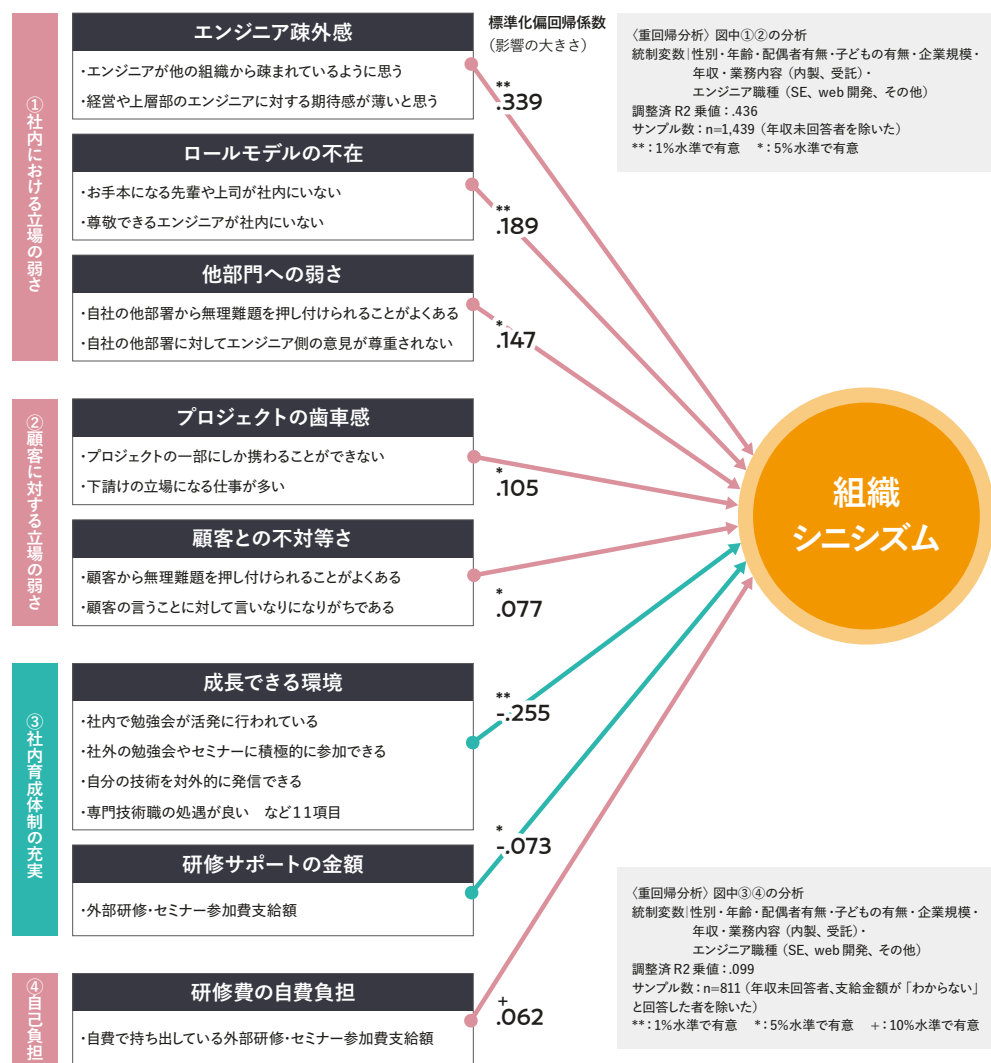 標準化偏回帰係数
（影響の大きさ）
①社内における立場の弱さ
エンジニア疎外感
・エンジニアが他の組織から疎まれているように思う
・経営や上層部のエンジニアに対する期待感が薄いと思う
**
.339
ロールモデルの不在
・お手本になる先輩や上司が社内にいない
・尊敬できるエンジニアが社内にいない
**
.189
他部門への弱さ
・自社の他部署から無理難題を押し付けられることがよくある
・自社の他部署に対してエンジニア側の意見が尊重されない
*
.147
②顧客に対する立場の弱さ
プロジェクトの歯車感
・プロジェクトの一部にしか携わることができない
・下請けの立場になる仕事が多い
*
.105
顧客との不対等さ
・顧客から無理難題を押し付けられることがよくある
・顧客の言うことに対して言いなりになりがちである
*
.077
③社内育成体制の充実
成長できる環境
・社内で勉強会が活発に行われている
・社外の勉強会やセミナーに積極的に参加できる
・自分の技術を対外的に発信できる
・専門技術職の処遇が良い　など11項目
**
-.255
研修サポートの金額
・外部研修・セミナー参加費支給額
*
-.073
④自己負担
研修費の自費負担
・自費で持ち出している外部研修・セミナー参加費支給額
+
.062
組織
シニシズム
〈重回帰分析〉図中①②の分析
統制変数|性別・年齢・配偶者有無・子どもの有無・企業規模・
年収・業務内容（内製、受託）・
エンジニア職種（SE、web開発、その他）
調整済R2乗値：.436
サンプル数：n=1,439（年収未回答者を除いた）
**：1%水準で有意　*：5%水準で有意
〈重回帰分析〉図中③④の分析
統制変数|性別・年齢・配偶者有無・子どもの有無・企業規模・
年収・業務内容（内製、受託）・
エンジニア職種（SE、web開発、その他）
調整済R2乗値：.099
サンプル数：n=811（年収未回答者、支給金額が「わからない」
と回答した者を除いた）
**：1%水準で有意　*：5%水準で有意　+：10%水準で有意